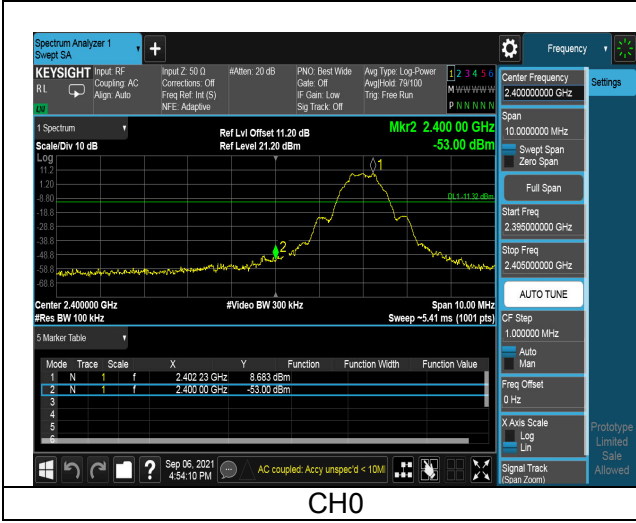 Spectrum Analyzer 1
Swept SA
Frequency
KEYSIGHT
RL
Input: RF
Coupling: AC
Align: Auto
Input Z: 50 Ω
Corrections: Off
Freq Ref: Int (S)
NFE: Adaptive
#Atten: 20 dB
PNO: Best Wide
Gate: Off
IF Gain: Low
Sig Track: Off
Avg Type: Log-Power
Avg|Hold: 79/100
Trig: Free Run
1 2 3 4 5 6
M W W W W W
P N N N N N
1 Spectrum
Scale/Div 10 dB
Ref Lvl Offset 11.20 dB
Ref Level 21.20 dBm
Mkr2 2.400 00 GHz
-53.00 dBm
Log
11.2
1.20
-8.80
-18.8
-28.8
-38.8
-48.8
-58.8
-68.8
1
DL1 -11.32 dBm
2
Center 2.400000 GHz
#Res BW 100 kHz
#Video BW 300 kHz
Span 10.00 MHz
Sweep ~5.41 ms (1001 pts)
5 Marker Table
Mode Trace Scale X Y Function Function Width Function Value
1 N 1 f 2.402 23 GHz 8.683 dBm
2 N 1 f 2.400 00 GHz -53.00 dBm
3
4
5
6
Sep 06, 2021
4:54:10 PM
AC coupled: Accy unspec'd < 10M
Center Frequency
2.400000000 GHz
Settings
Span
10.0000000 MHz
Swept Span
Zero Span
Full Span
Start Freq
2.395000000 GHz
Stop Freq
2.405000000 GHz
AUTO TUNE
CF Step
1.000000 MHz
Auto
Man
Freq Offset
0 Hz
X Axis Scale
Log
Lin
Signal Track
(Span Zoom)
Prototype
Limited
Sale
Allowed
CH0